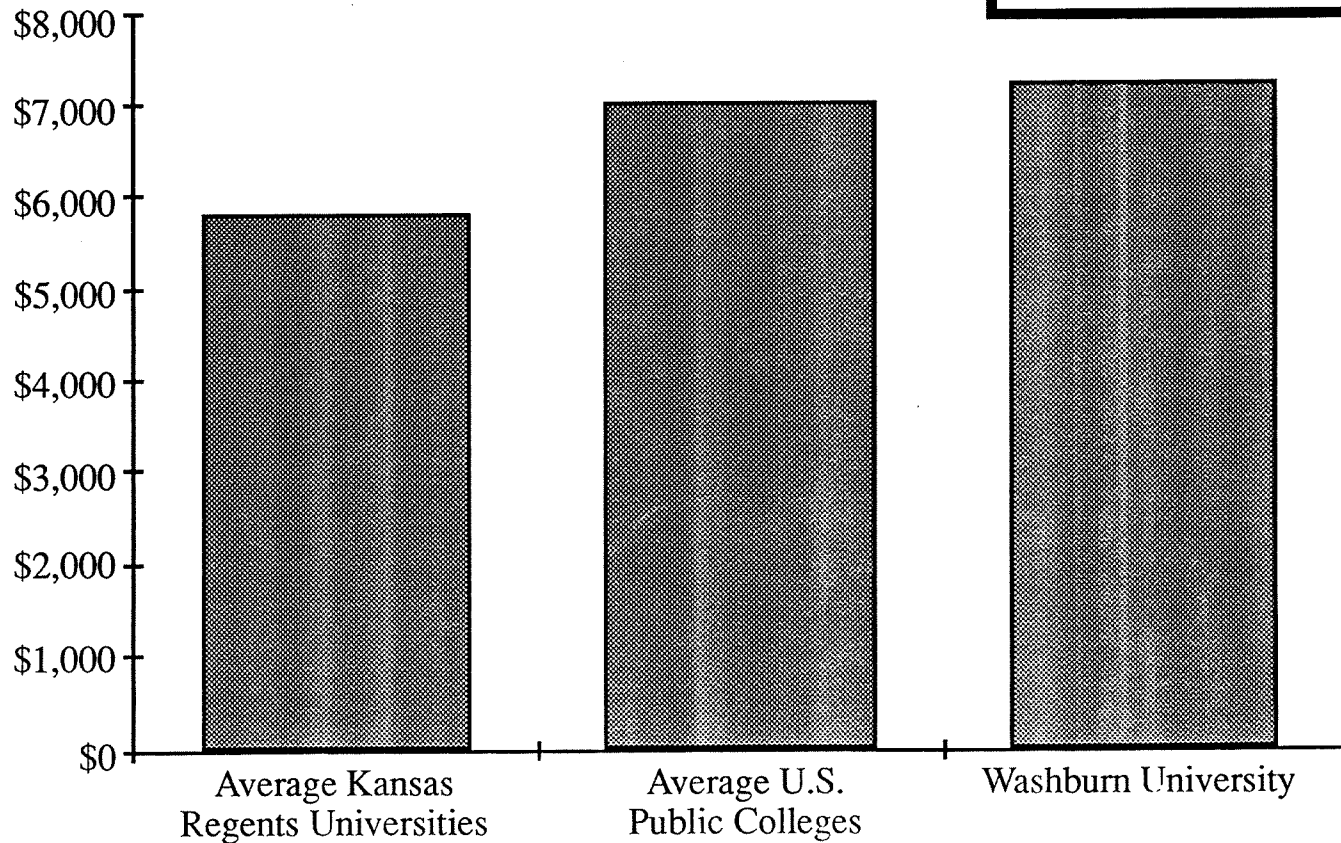 $8,000
$7,000
$6,000
$5,000
$4,000
$3,000
$2,000
$1,000
$0
Average Kansas
Regents Universities
Average U.S.
Public Colleges
Washburn University